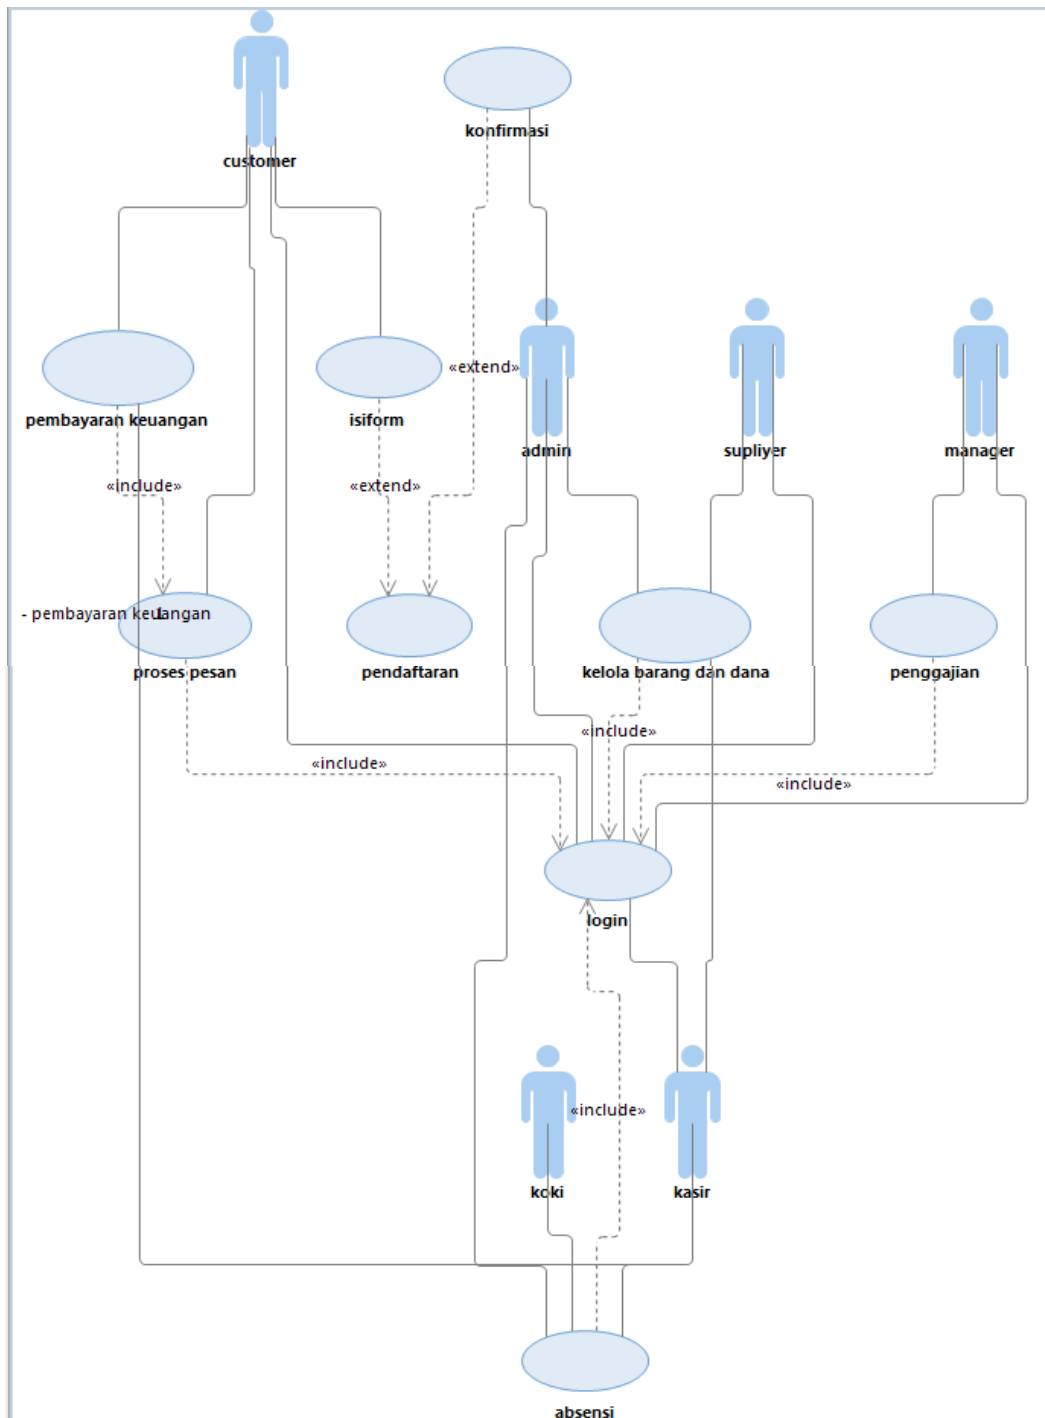 customer
konfirmasi
«extend»
pembayaran keuangan
isiform
admin
supliyer
manager
«include»
«extend»
- pembayaran keuangan
1
proses pesan
pendaftaran
kelola barang dan dana
penggajian
«include»
«include»
«include»
login
«include»
koki
kasir
absensi